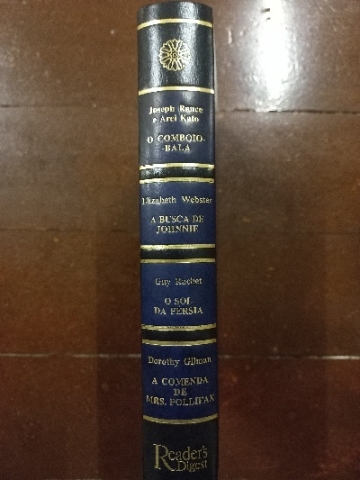 Joseph Rance
e Arei Kato
O COMBOIO-
-BALA
Elizabeth Webster
A BUSCA DE
JOHNNIE
Guy Rachet
O SOL
DA PÉRSIA
Dorothy Gilman
A COMENDA
DE
MRS. POLLIFAX
Reader's
Digest